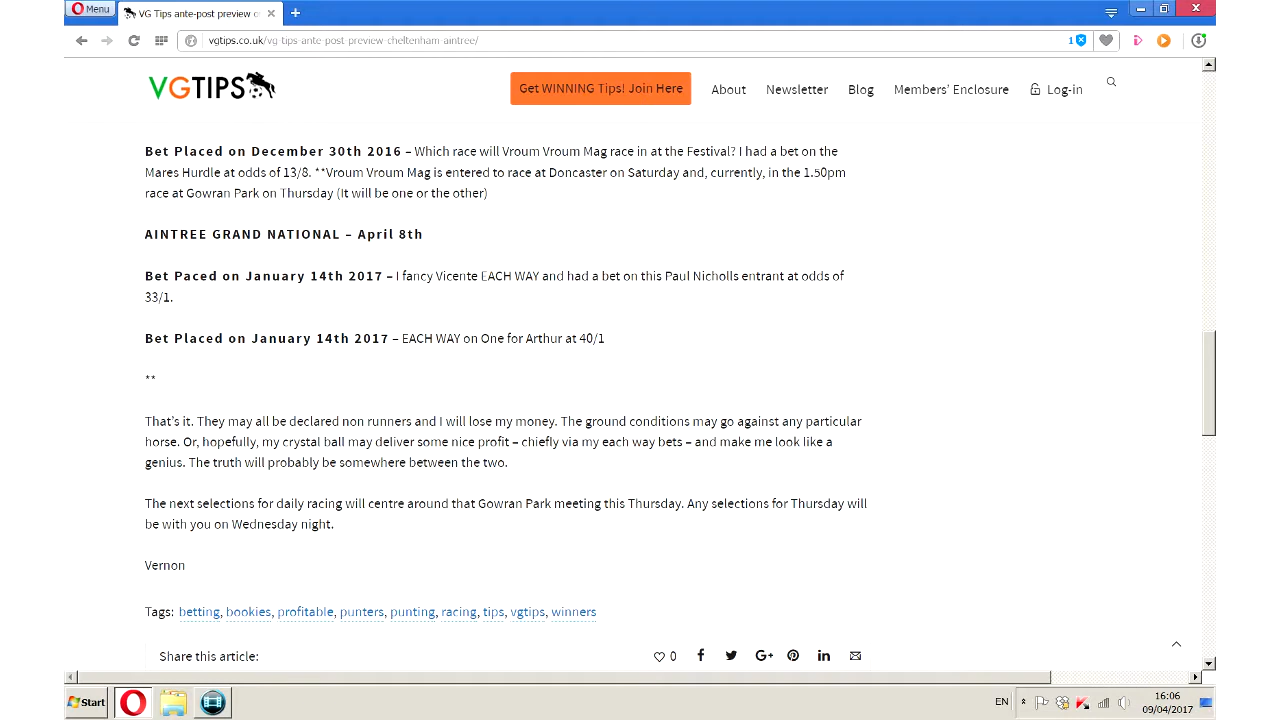 Menu
VG Tips ante-post preview o
vgtips.co.uk/vg-tips-ante-post-preview-cheltenham-aintree/
1
VGTIPS
Get WINNING Tips! Join Here
About
Newsletter
Blog
Members' Enclosure
Log-in
Bet Placed on December 30th 2016 – Which race will Vroum Vroum Mag race in at the Festival? I had a bet on the
Mares Hurdle at odds of 13/8. **Vroum Vroum Mag is entered to race at Doncaster on Saturday and, currently, in the 1.50pm
race at Gowran Park on Thursday (It will be one or the other)
AINTREE GRAND NATIONAL – April 8th
Bet Paced on January 14th 2017 – I fancy Vicente EACH WAY and had a bet on this Paul Nicholls entrant at odds of
33/1.
Bet Placed on January 14th 2017 – EACH WAY on One for Arthur at 40/1
**
That's it. They may all be declared non runners and I will lose my money. The ground conditions may go against any particular
horse. Or, hopefully, my crystal ball may deliver some nice profit – chiefly via my each way bets – and make me look like a
genius. The truth will probably be somewhere between the two.
The next selections for daily racing will centre around that Gowran Park meeting this Thursday. Any selections for Thursday will
be with you on Wednesday night.
Vernon
Tags: betting, bookies, profitable, punters, punting, racing, tips, vgtips, winners
Share this article:
0
Start
EN
16:06
09/04/2017